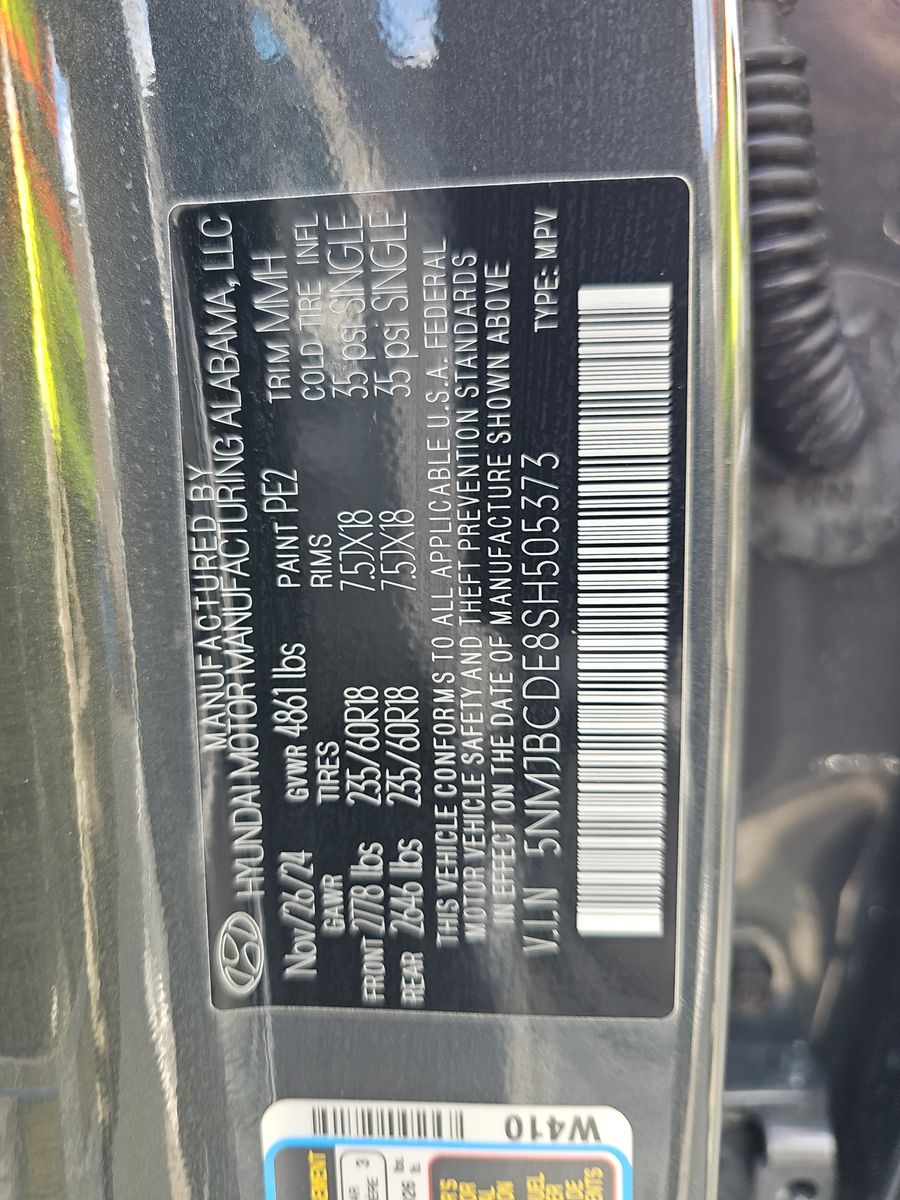 MANUFACTURED BY
HYUNDAI MOTOR MANUFACTURING ALABAMA, LLC
Nov/26/24 GVWR 4861 lbs PAINT PE2 TRIM MMH
GAWR TIRES RIMS COLD TIRE INFL
FRONT 2778 lbs 235/60R18 7.5JX18 35 psi SINGLE
REAR 2646 lbs 235/60R18 7.5JX18 35 psi SINGLE
THIS VEHICLE CONFORMS TO ALL APPLICABLE U.S.A. FEDERAL
MOTOR VEHICLE SAFETY AND THEFT PREVENTION STANDARDS
IN EFFECT ON THE DATE OF MANUFACTURE SHOWN ABOVE
V.I.N 5NMJBCDE8SH505373 TYPE: MPV
W410